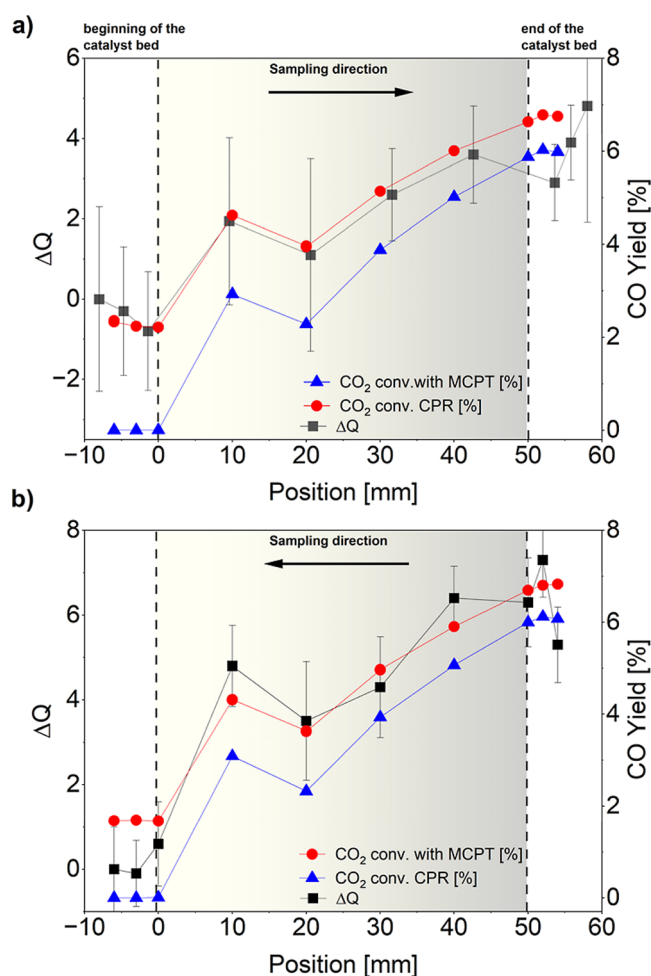 a)
beginning of the
catalyst bed
end of the
catalyst bed
Sampling direction
6
4
2
0
−2
ΔQ
8
6
4
2
0
CO Yield [%]
CO₂ conv.with MCPT [%]
CO₂ conv. CPR [%]
ΔQ
−10 0 10 20 30 40 50 60
Position [mm]
b)
Sampling direction
8
6
4
2
0
ΔQ
8
6
4
2
0
CO Yield [%]
CO₂ conv. with MCPT [%]
CO₂ conv. CPR [%]
ΔQ
−10 0 10 20 30 40 50 60
Position [mm]